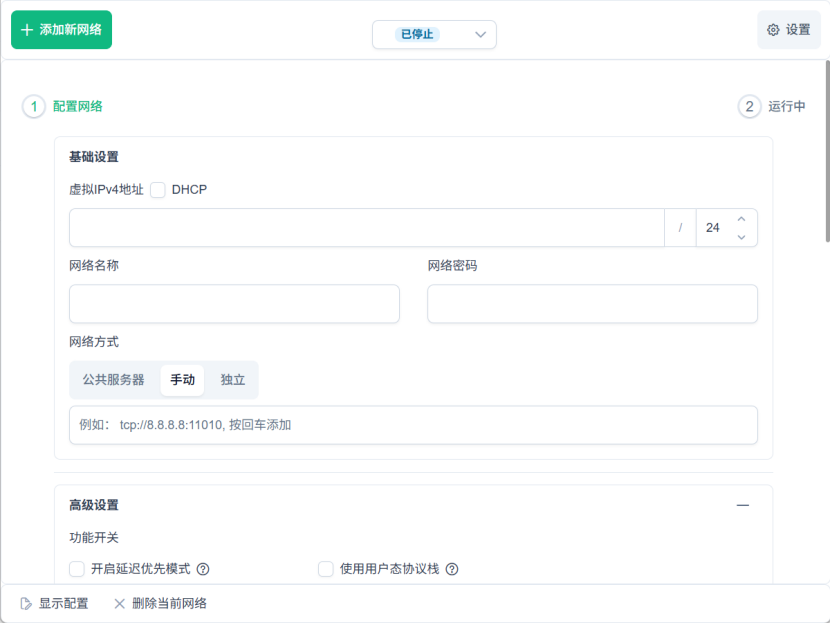 添加新网络
已停止
设置
1 配置网络
2 运行中
基础设置
虚拟IPv4地址 DHCP
/ 24
网络名称 网络密码
网络方式
公共服务器 手动 独立
例如： tcp://8.8.8.8:11010, 按回车添加
高级设置
功能开关
开启延迟优先模式 使用用户态协议栈
显示配置 删除当前网络